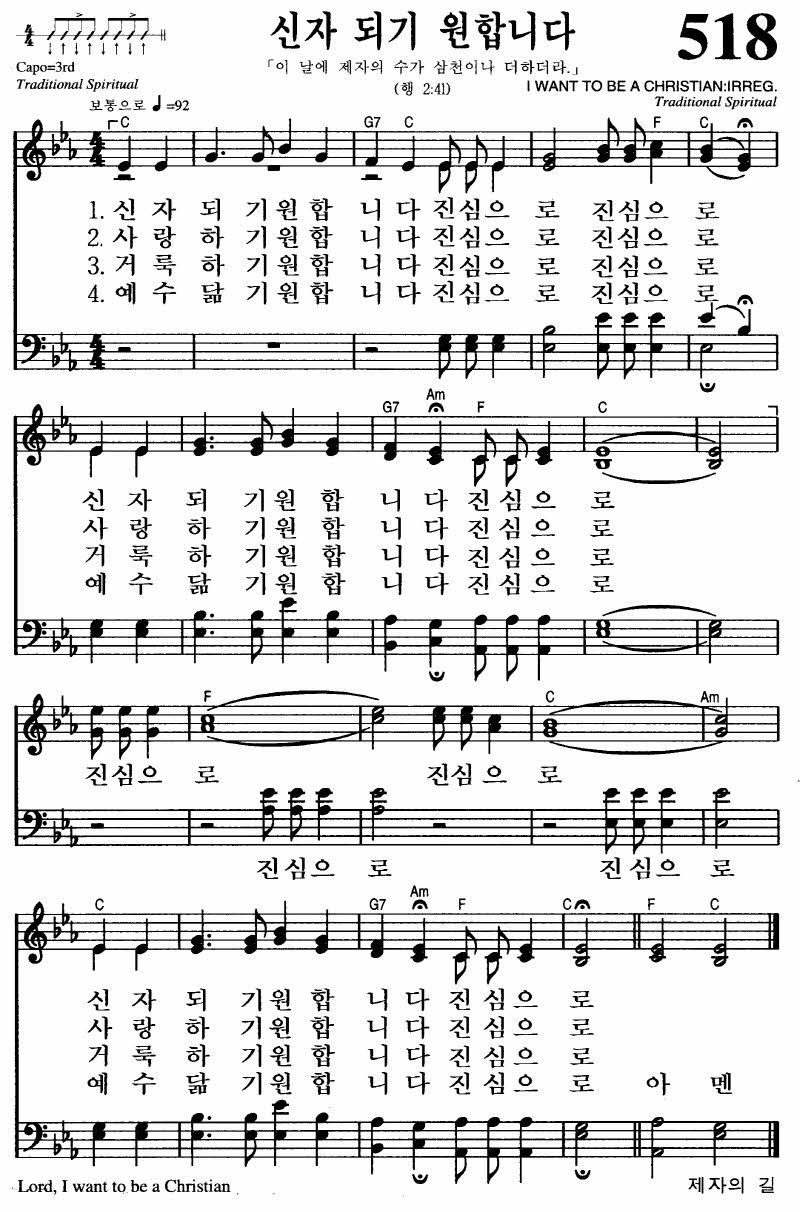 신자 되기 원합니다
518
「이 날에 제자의 수가 삼천이나 더하더라.」
(행 2:41)
4/4
Capo=3rd
Traditional Spiritual
I WANT TO BE A CHRISTIAN:IRREG.
Traditional Spiritual
보통으로 ♩=92
C G7 C F C
1. 신 자 되 기 원 합 니 다 진 심 으 로 진 심 으 로
2. 사 랑 하 기 원 합 니 다 진 심 으 로 진 심 으 로
3. 거 룩 하 기 원 합 니 다 진 심 으 로 진 심 으 로
4. 예 수 닮 기 원 합 니 다 진 심 으 로 진 심 으 로
G7 Am F C
신 자 되 기 원 합 니 다 진 심 으 로
사 랑 하 기 원 합 니 다 진 심 으 로
거 룩 하 기 원 합 니 다 진 심 으 로
예 수 닮 기 원 합 니 다 진 심 으 로
F C Am
진 심 으 로 진 심 으 로
진 심 으 로 진 심 으 로
C G7 Am F C F C
신 자 되 기 원 합 니 다 진 심 으 로
사 랑 하 기 원 합 니 다 진 심 으 로
거 룩 하 기 원 합 니 다 진 심 으 로
예 수 닮 기 원 합 니 다 진 심 으 로 아 멘
Lord, I want to be a Christian
제자의 길